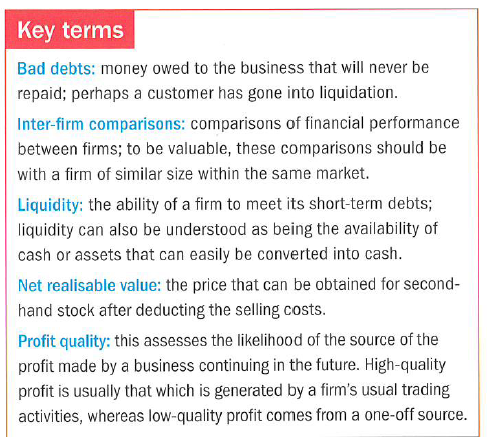 Key terms
Bad debts: money owed to the business that will never be
repaid; perhaps a customer has gone into liquidation.
Inter-firm comparisons: comparisons of financial performance
between firms; to be valuable, these comparisons should be
with a firm of similar size within the same market.
Liquidity: the ability of a firm to meet its short-term debts;
liquidity can also be understood as being the availability of
cash or assets that can easily be converted into cash.
Net realisable value: the price that can be obtained for second-
hand stock after deducting the selling costs.
Profit quality: this assesses the likelihood of the source of the
profit made by a business continuing in the future. High-quality
profit is usually that which is generated by a firm's usual trading
activities, whereas low-quality profit comes from a one-off source.